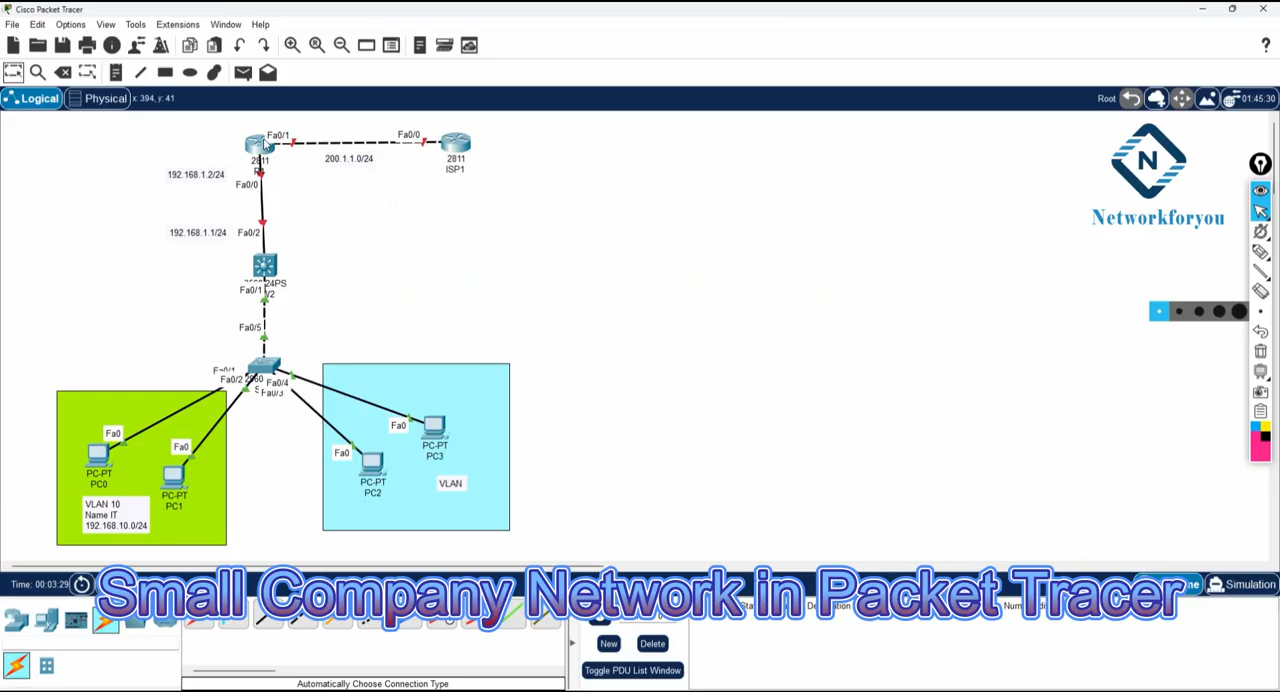 Cisco Packet Tracer
File Edit Options View Tools Extensions Window Help
Logical Physical x: 394, y: 41
Root 01:45:30
Fa0/1
Fa0/0
2811
200.1.1.0/24
2811
ISP1
192.168.1.2/24
Fa0/0
192.168.1.1/24
Fa0/2
24PS
Fa0/1
Fa0/5
Fa0/1
Fa0/2
Fa0/4
Fa0/3
Fa0
Fa0
PC-PT
PC0
PC-PT
PC1
VLAN 10
Name IT
192.168.10.0/24
Fa0
Fa0
PC-PT
PC3
PC-PT
PC2
VLAN
N
Networkforyou
Time: 00:03:29
Simulation
Small Company Network in Packet Tracer
New Delete
Toggle PDU List Window
Automatically Choose Connection Type